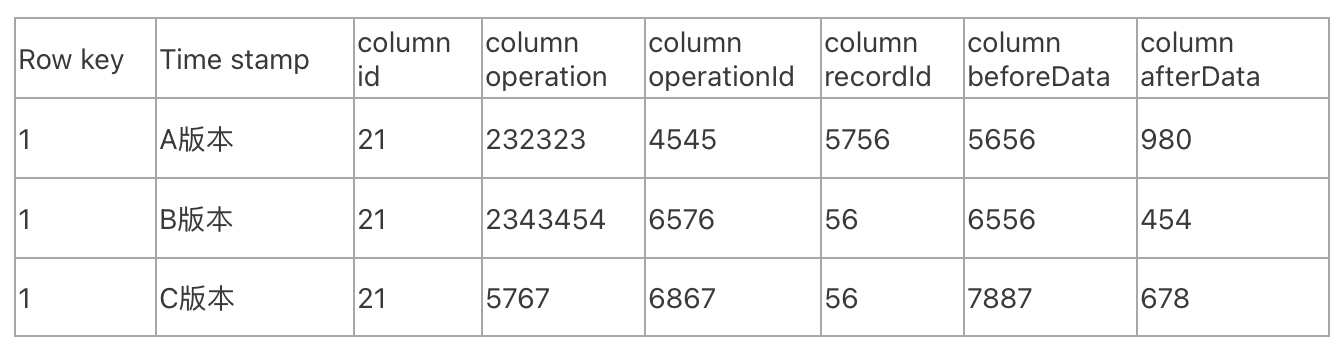 Row key Time stamp column id column operation column operationId column recordId column beforeData column afterData
1 A版本 21 232323 4545 5756 5656 980
1 B版本 21 2343454 6576 56 6556 454
1 C版本 21 5767 6867 56 7887 678